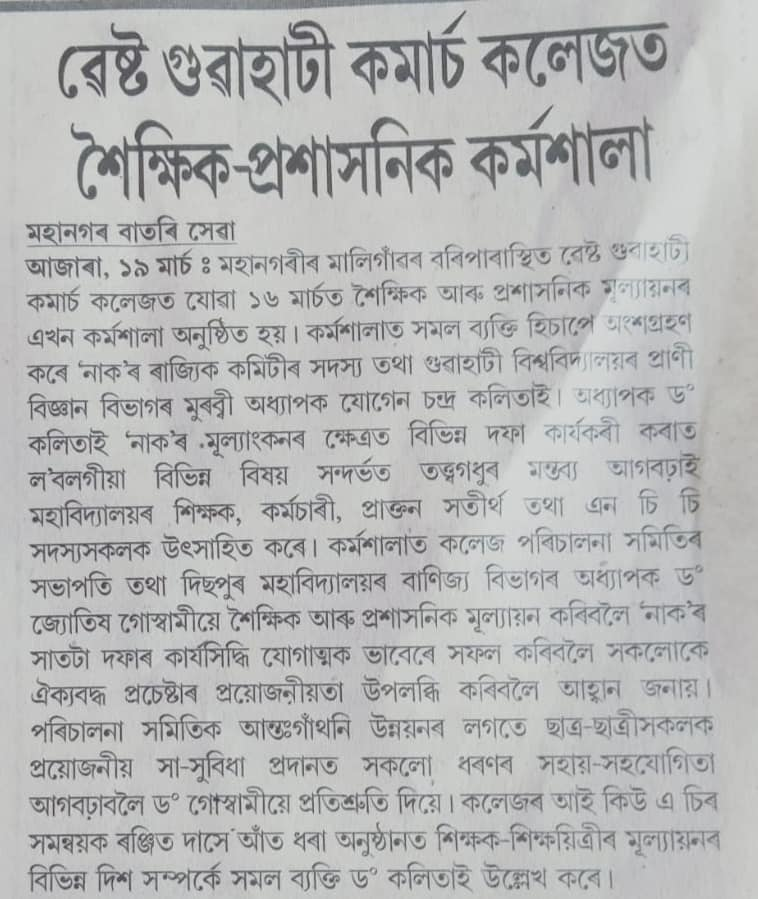 ৱেষ্ট গুৱাহাটী কমাৰ্চ কলেজত
শৈক্ষিক-প্ৰশাসনিক কৰ্মশালা
মহানগৰ বাতৰি সেৱা
আজাৰা, ১৯ মাৰ্চ ঃ মহানগৰীৰ মালিগাঁৱৰ বৰিপাৰাস্থিত ৱেষ্ট গুৱাহাটী
কমাৰ্চ কলেজত যোৱা ১৬ মাৰ্চত শৈক্ষিক আৰু প্ৰশাসনিক মূল্যায়নৰ
এখন কৰ্মশালা অনুষ্ঠিত হয়। কৰ্মশালাত সমল ব্যক্তি হিচাপে অংশগ্ৰহণ
কৰে ‘নাক’ৰ ৰাজ্যিক কমিটীৰ সদস্য তথা গুৱাহাটী বিশ্ববিদ্যালয়ৰ প্ৰাণী
বিজ্ঞান বিভাগৰ মুৰব্বী অধ্যাপক যোগেন চন্দ্ৰ কলিতাই। অধ্যাপক ড°
কলিতাই ‘নাক’ৰ মূল্যাংকনৰ ক্ষেত্ৰত বিভিন্ন দফা কাৰ্যকৰী কৰাত
ল’বলগীয়া বিভিন্ন বিষয় সন্দৰ্ভত তত্ত্বগধুৰ মন্তব্য আগবঢ়াই
মহাবিদ্যালয়ৰ শিক্ষক, কৰ্মচাৰী, প্ৰাক্তন সতীৰ্থ তথা এন চি চি
সদস্যসকলক উৎসাহিত কৰে। কৰ্মশালাত কলেজ পৰিচালনা সমিতিৰ
সভাপতি তথা দিছপুৰ মহাবিদ্যালয়ৰ বাণিজ্য বিভাগৰ অধ্যাপক ড°
জ্যোতিষ গোস্বামীয়ে শৈক্ষিক আৰু প্ৰশাসনিক মূল্যায়ন কৰিবলৈ ‘নাক’ৰ
সাতটা দফাৰ কাৰ্যসিদ্ধি যোগাত্মক ভাবেৰে সফল কৰিবলৈ সকলোকে
ঐক্যবদ্ধ প্ৰচেষ্টাৰ প্ৰয়োজনীয়তা উপলব্ধি কৰিবলৈ আহ্বান জনায়।
পৰিচালনা সমিতিক আন্তঃগাঁথনি উন্নয়নৰ লগতে ছাত্ৰ-ছাত্ৰীসকলক
প্ৰয়োজনীয় সা-সুবিধা প্ৰদানত সকলো ধৰণৰ সহায়-সহযোগিতা
আগবঢ়াবলৈ ড° গোস্বামীয়ে প্ৰতিশ্ৰুতি দিয়ে। কলেজৰ আই কিউ এ চিৰ
সমন্বয়ক ৰঞ্জিত দাসে আঁত ধৰা অনুষ্ঠানত শিক্ষক-শিক্ষয়িত্ৰীৰ মূল্যায়নৰ
বিভিন্ন দিশ সম্পৰ্কে সমল ব্যক্তি ড° কলিতাই উল্লেখ কৰে।